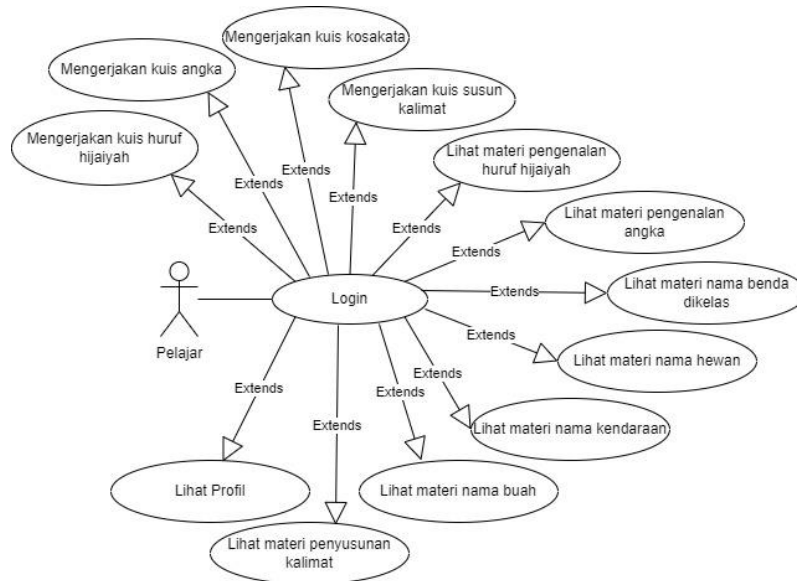 Mengerjakan kuis kosakata
Mengerjakan kuis angka
Mengerjakan kuis susun
kalimat
Mengerjakan kuis huruf
hijaiyah
Lihat materi pengenalan
huruf hijaiyah
Lihat materi pengenalan
angka
Lihat materi nama benda
dikelas
Lihat materi nama hewan
Lihat materi nama kendaraan
Lihat materi nama buah
Lihat materi penyusunan
kalimat
Lihat Profil
Login
Pelajar
Extends
Extends
Extends
Extends
Extends
Extends
Extends
Extends
Extends
Extends
Extends
Extends